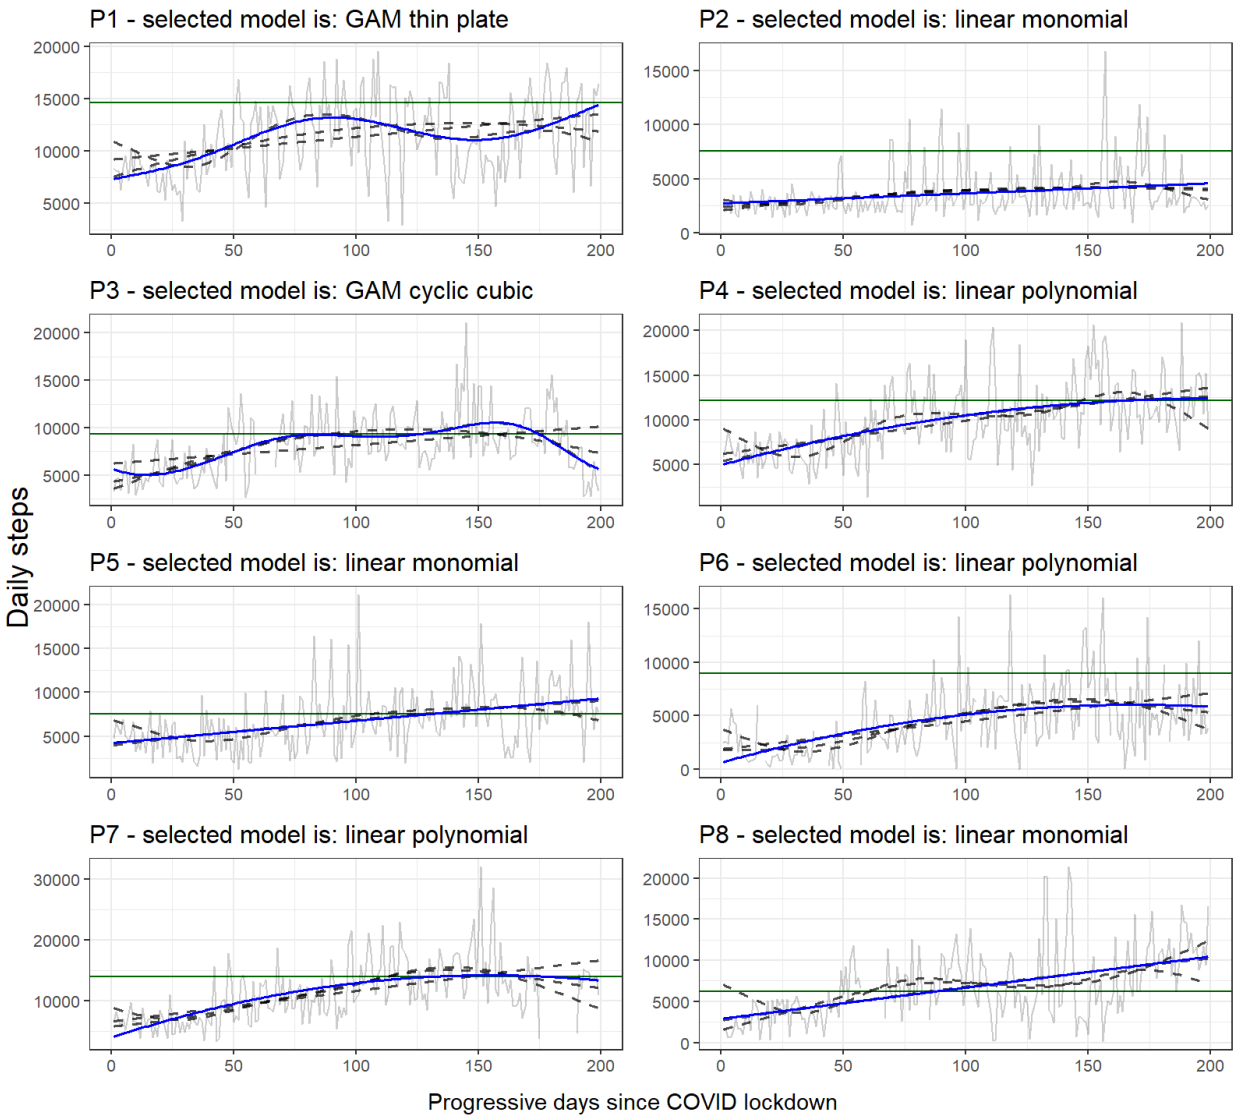 P1 - selected model is: GAM thin plate
20000
15000
10000
5000
0 50 100 150 200
P2 - selected model is: linear monomial
15000
10000
5000
0
0 50 100 150 200
P3 - selected model is: GAM cyclic cubic
20000
15000
10000
5000
0 50 100 150 200
P4 - selected model is: linear polynomial
20000
15000
10000
5000
0 50 100 150 200
Daily steps
P5 - selected model is: linear monomial
20000
15000
10000
5000
0 50 100 150 200
P6 - selected model is: linear polynomial
15000
10000
5000
0
0 50 100 150 200
P7 - selected model is: linear polynomial
30000
20000
10000
0 50 100 150 200
P8 - selected model is: linear monomial
20000
15000
10000
5000
0
0 50 100 150 200
Progressive days since COVID lockdown